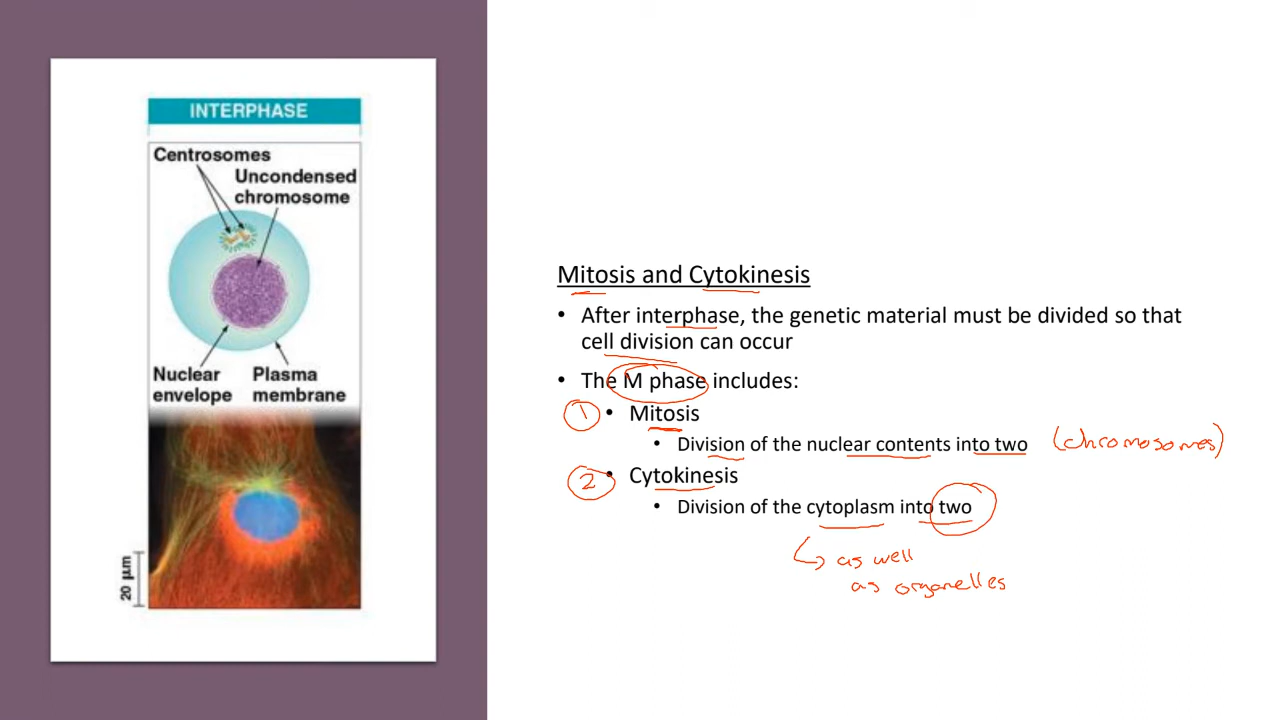 INTERPHASE
Centrosomes
Uncondensed
chromosome
Nuclear
envelope
Plasma
membrane
20 μm
Mitosis and Cytokinesis
• After interphase, the genetic material must be divided so that
cell division can occur
• The M phase includes:
1 • Mitosis
• Division of the nuclear contents into two (chromosomes)
2 • Cytokinesis
• Division of the cytoplasm into two
↳ as well
as organelles